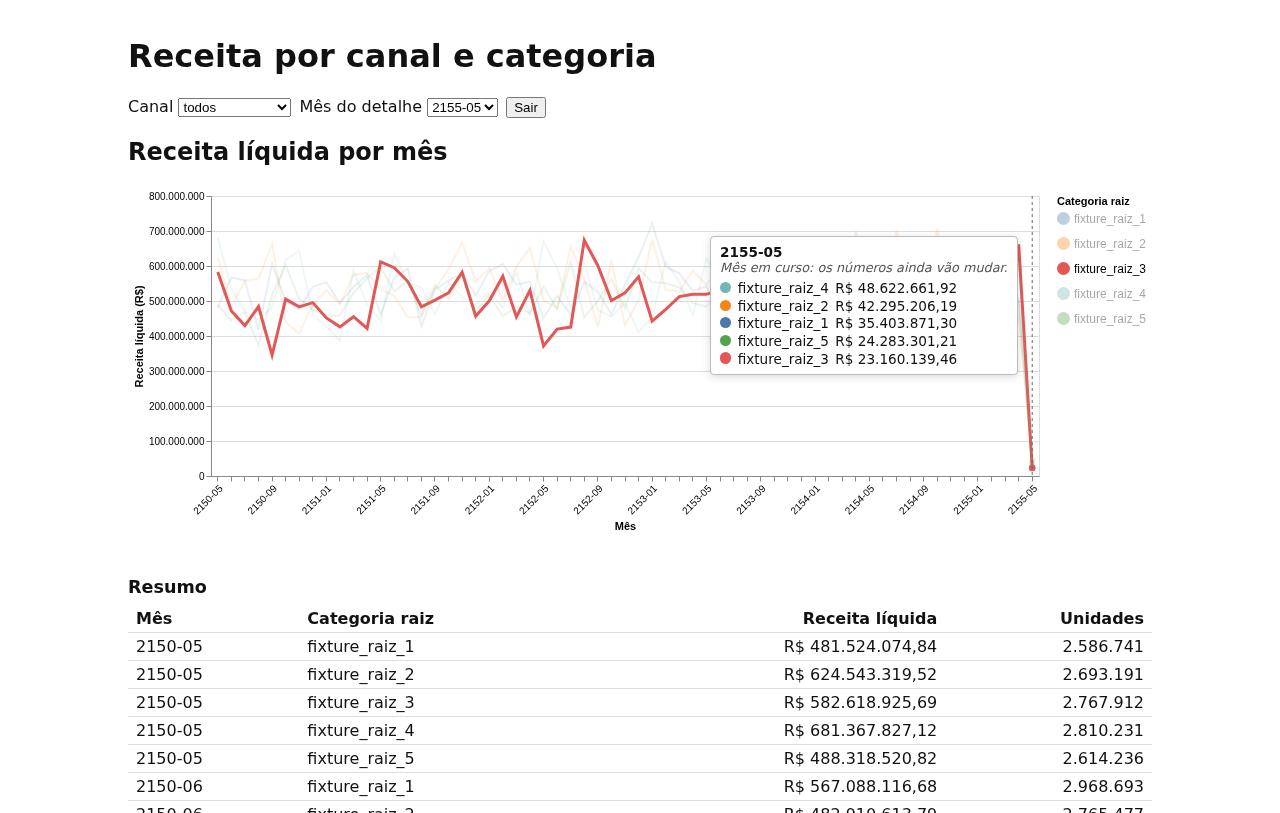 Receita por canal e categoria
Canal todos Mês do detalhe 2155-05 Sair
Receita líquida por mês
Receita líquida (R$)
800.000.000
700.000.000
600.000.000
500.000.000
400.000.000
300.000.000
200.000.000
100.000.000
0
2150-05
2150-09
2151-01
2151-05
2151-09
2152-01
2152-05
2152-09
2153-01
2153-05
2153-09
2154-01
2154-05
2154-09
2155-01
2155-05
Mês
2155-05
Mês em curso: os números ainda vão mudar.
fixture_raiz_4 R$ 48.622.661,92
fixture_raiz_2 R$ 42.295.206,19
fixture_raiz_1 R$ 35.403.871,30
fixture_raiz_5 R$ 24.283.301,21
fixture_raiz_3 R$ 23.160.139,46
Categoria raiz
fixture_raiz_1
fixture_raiz_2
fixture_raiz_3
fixture_raiz_4
fixture_raiz_5
Resumo
Mês Categoria raiz Receita líquida Unidades
2150-05 fixture_raiz_1 R$ 481.524.074,84 2.586.741
2150-05 fixture_raiz_2 R$ 624.543.319,52 2.693.191
2150-05 fixture_raiz_3 R$ 582.618.925,69 2.767.912
2150-05 fixture_raiz_4 R$ 681.367.827,12 2.810.231
2150-05 fixture_raiz_5 R$ 488.318.520,82 2.614.236
2150-06 fixture_raiz_1 R$ 567.088.116,68 2.968.693